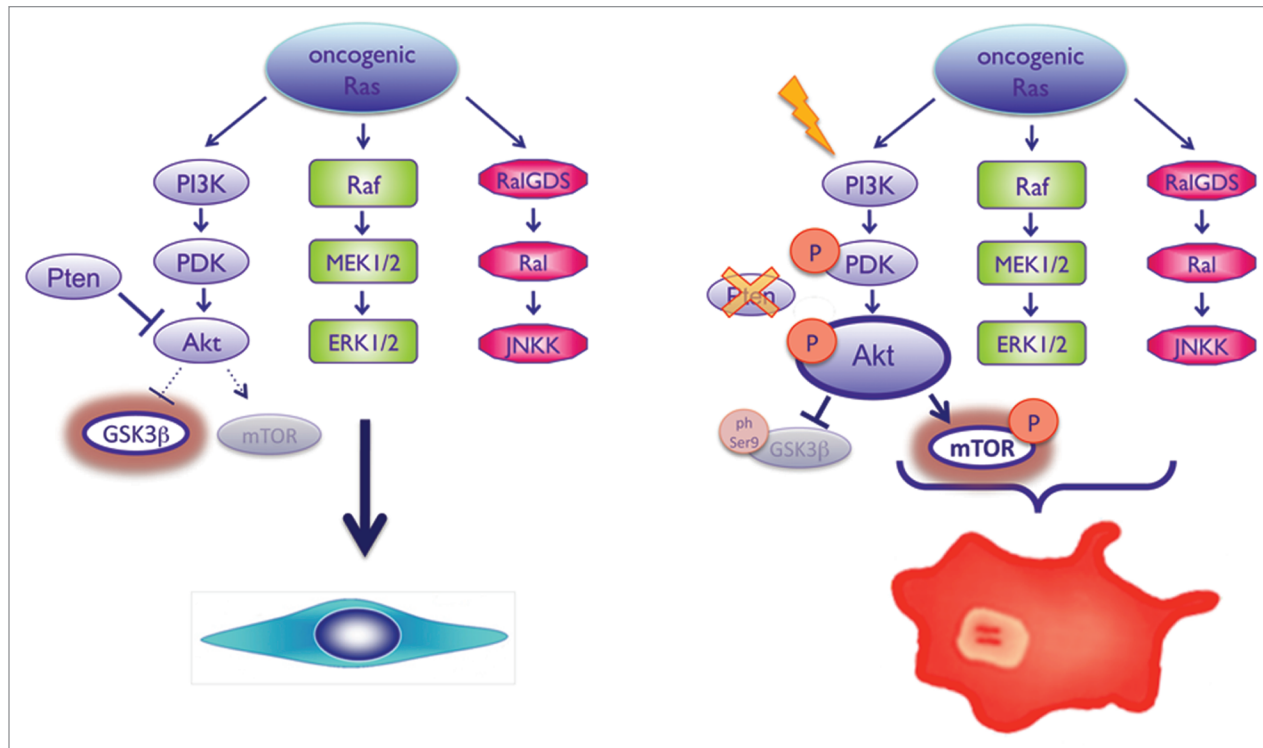 oncogenic
Ras
PI3K
Raf
RalGDS
Pten
PDK
MEK1/2
Ral
Akt
ERK1/2
JNKK
GSK3β
mTOR
oncogenic
Ras
PI3K
Raf
RalGDS
P
PDK
MEK1/2
Ral
Pten
P
Akt
ERK1/2
JNKK
ph
Ser9
GSK3β
mTOR
P